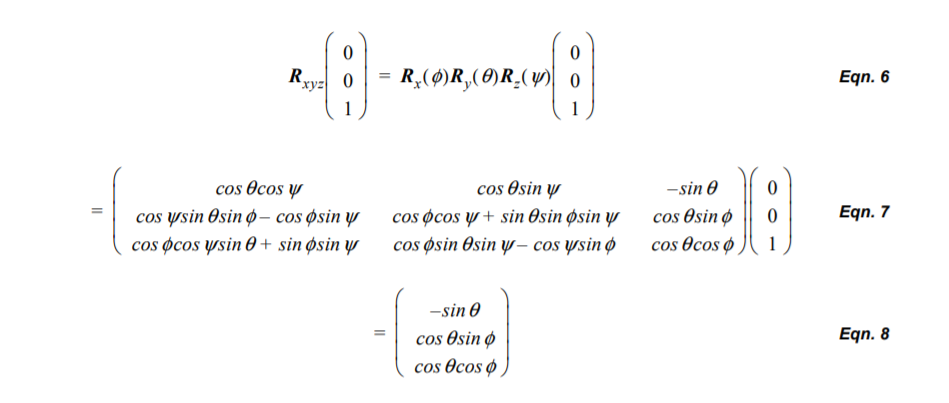 R_xyz (0 0 1) = R_x(ϕ)R_y(θ)R_z(ψ) (0 0 1) Eqn. 6
= ( cos θcos ψ cos θsin ψ –sin θ ) ( 0 )
( cos ψsin θsin ϕ – cos ϕsin ψ cos ϕcos ψ + sin θsin ϕsin ψ cos θsin ϕ ) ( 0 ) Eqn. 7
( cos ϕcos ψsin θ + sin ϕsin ψ cos ϕsin θsin ψ – cos ψsin ϕ cos θcos ϕ ) ( 1 )
= ( –sin θ )
( cos θsin ϕ ) Eqn. 8
( cos θcos ϕ )